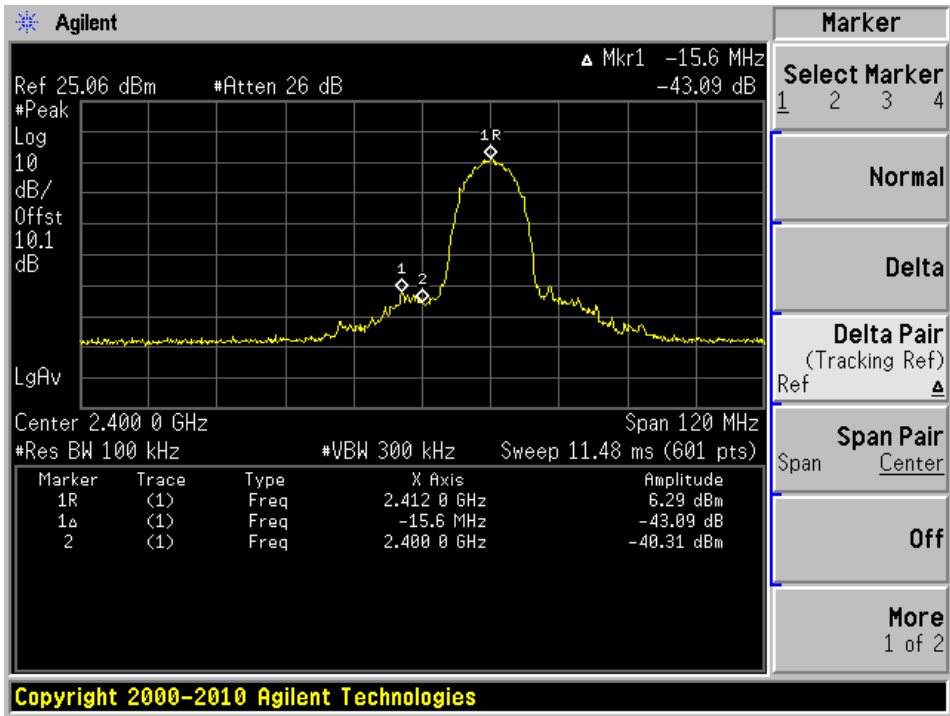 Agilent
Marker
Δ Mkr1 -15.6 MHz
Ref 25.06 dBm #Atten 26 dB -43.09 dB
#Peak
Log
10
dB/
Offst
10.1
dB
LgAv
1R
1
2
Center 2.400 0 GHz Span 120 MHz
#Res BW 100 kHz #VBW 300 kHz Sweep 11.48 ms (601 pts)
Marker Trace Type X Axis Amplitude
1R (1) Freq 2.412 0 GHz 6.29 dBm
1Δ (1) Freq -15.6 MHz -43.09 dB
2 (1) Freq 2.400 0 GHz -40.31 dBm
Select Marker
1 2 3 4
Normal
Delta
Delta Pair
(Tracking Ref)
Ref Δ
Span Pair
Span Center
Off
More
1 of 2
Copyright 2000-2010 Agilent Technologies